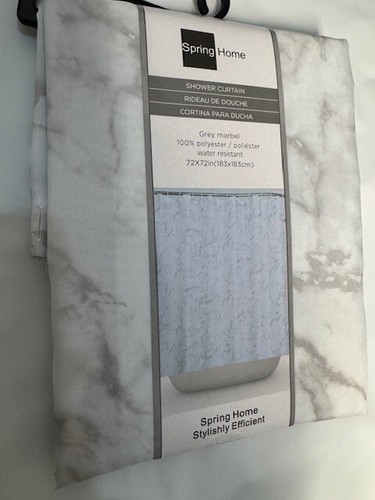 Spring Home
SHOWER CURTAIN
RIDEAU DE DOUCHE
CORTINA PARA DUCHA
Grey marbel
100% polyester / poliéster
water resistant
72X72in(183x183cm)
Spring Home
Stylishly Efficient